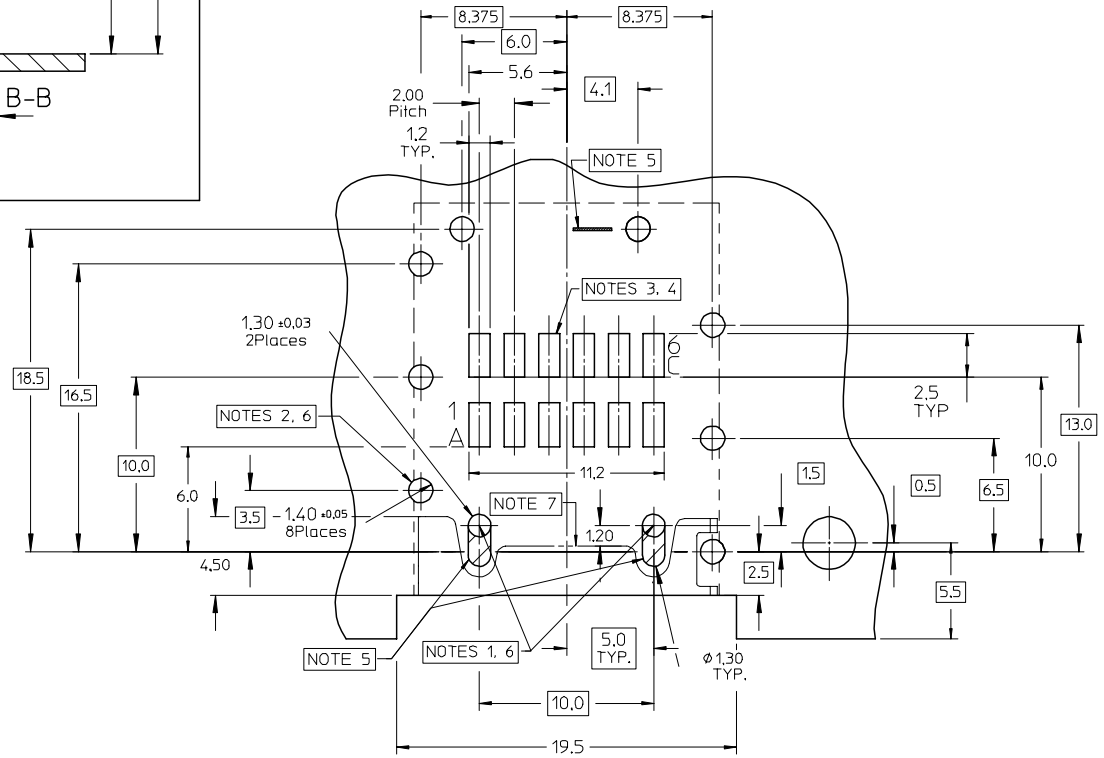 8.375
8.375
6.0
5.6
4.1
B-B
2.00
Pitch
1.2
TYP.
NOTE 5
NOTES 3, 4
1.30 ±0.03
2Places
6
C
18.5
16.5
2.5
TYP
1
A
NOTES 2, 6
13.0
10.0
10.0
11.2
1.5
0.5
6.5
6.0
NOTE 7
3.5
1.40 ±0.05
8Places
1.20
4.50
2.5
5.5
5.0
TYP.
NOTE 5
NOTES 1, 6
ø1.30
TYP.
10.0
19.5